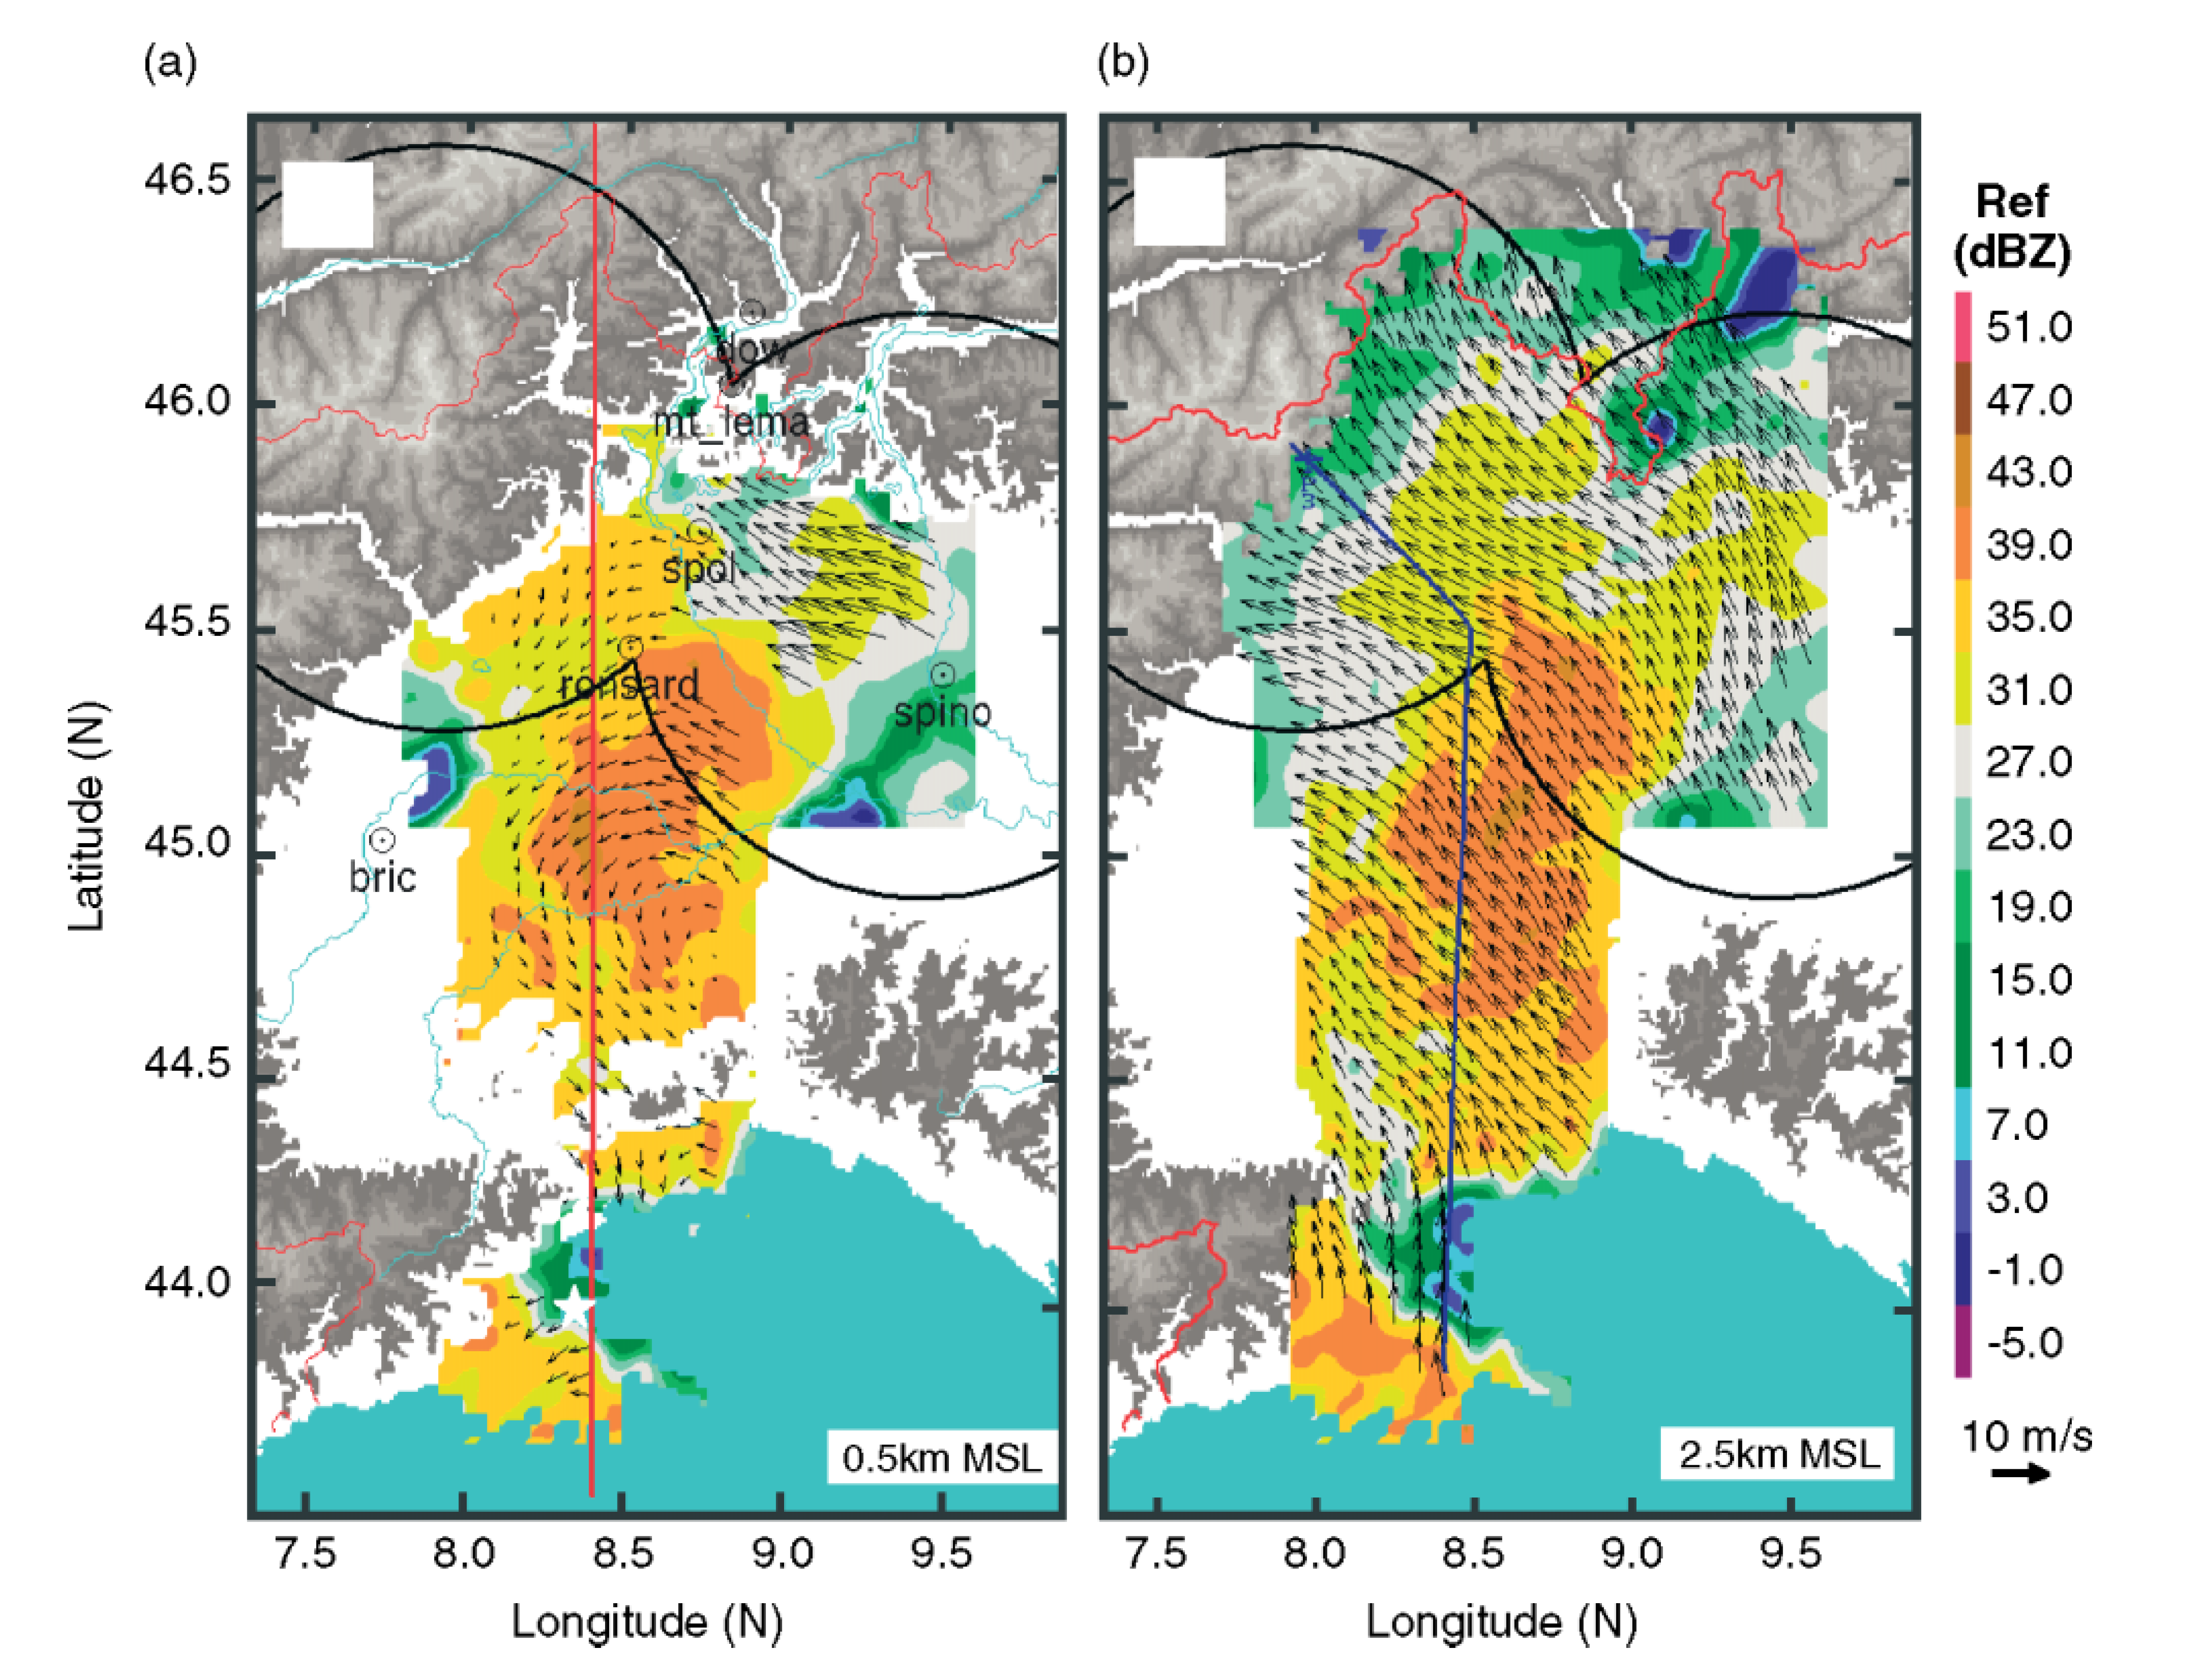 (a)
(b)
46.5
46.0
45.5
45.0
44.5
44.0
Latitude (N)
dow
mt_lema
spol
ronsard
spino
bric
0.5km MSL
7.5 8.0 8.5 9.0 9.5
Longitude (N)
2.5km MSL
7.5 8.0 8.5 9.0 9.5
Longitude (N)
Ref
(dBZ)
51.0
47.0
43.0
39.0
35.0
31.0
27.0
23.0
19.0
15.0
11.0
7.0
3.0
-1.0
-5.0
10 m/s